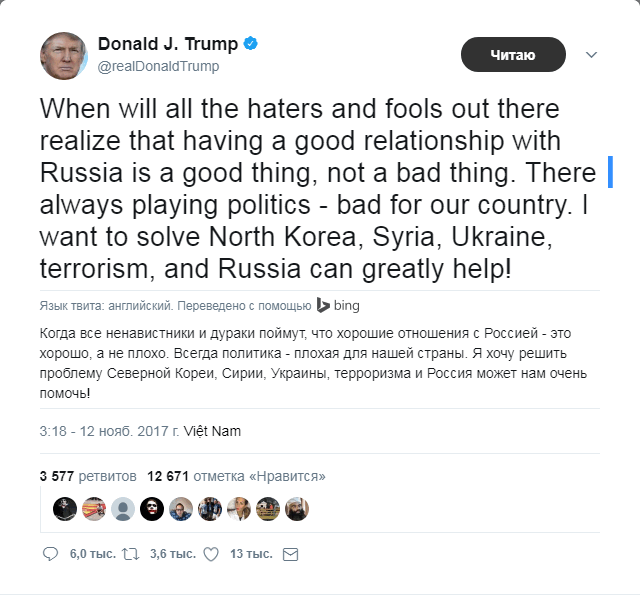 Donald J. Trump
@realDonaldTrump
Читаю
When will all the haters and fools out there
realize that having a good relationship with
Russia is a good thing, not a bad thing. There
always playing politics - bad for our country. I
want to solve North Korea, Syria, Ukraine,
terrorism, and Russia can greatly help!
Язык твита: английский. Переведено с помощью bing
Когда все ненавистники и дураки поймут, что хорошие отношения с Россией - это
хорошо, а не плохо. Всегда политика - плохая для нашей страны. Я хочу решить
проблему Северной Кореи, Сирии, Украины, терроризма и Россия может нам очень
помочь!
3:18 - 12 нояб. 2017 г. Việt Nam
3 577 ретвитов 12 671 отметка «Нравится»
6,0 тыс. 3,6 тыс. 13 тыс.